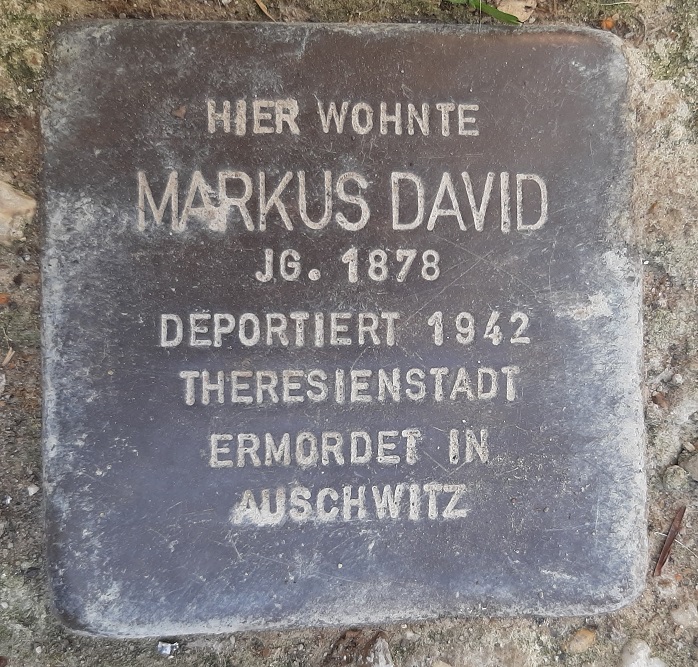 HIER WOHNTE
MARKUS DAVID
JG. 1878
DEPORTIERT 1942
THERESIENSTADT
ERMORDET IN
AUSCHWITZ